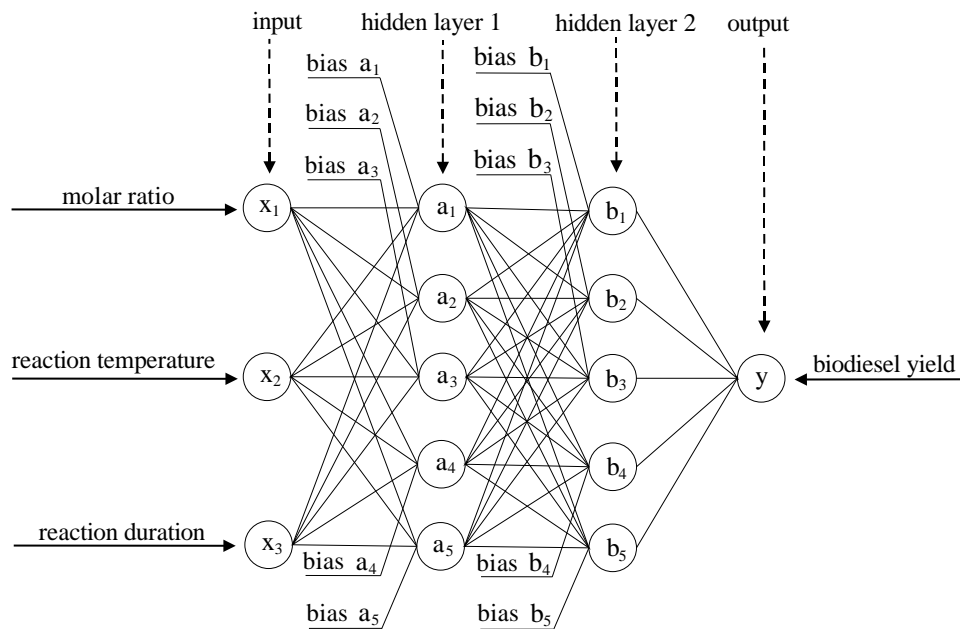 input
hidden layer 1
hidden layer 2
output
bias a1
bias b1
bias a2
bias b2
bias a3
bias b3
molar ratio
x1
a1
b1
a2
b2
reaction temperature
x2
a3
b3
y
biodiesel yield
a4
b4
reaction duration
x3
a5
b5
bias a4
bias b4
bias a5
bias b5